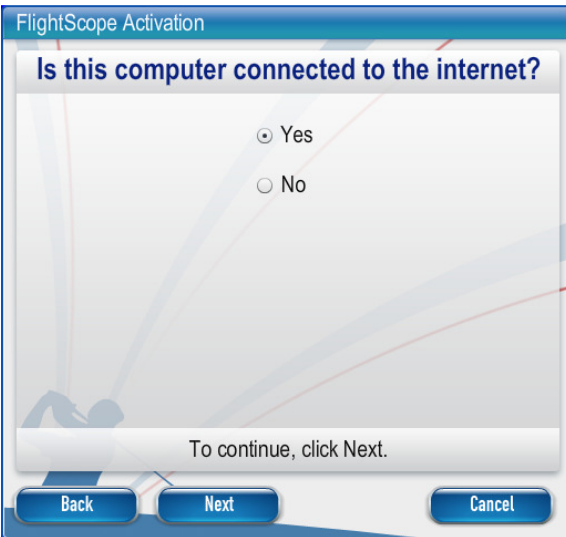 FlightScope Activation
Is this computer connected to the internet?
Yes
No
To continue, click Next.
Back Next Cancel